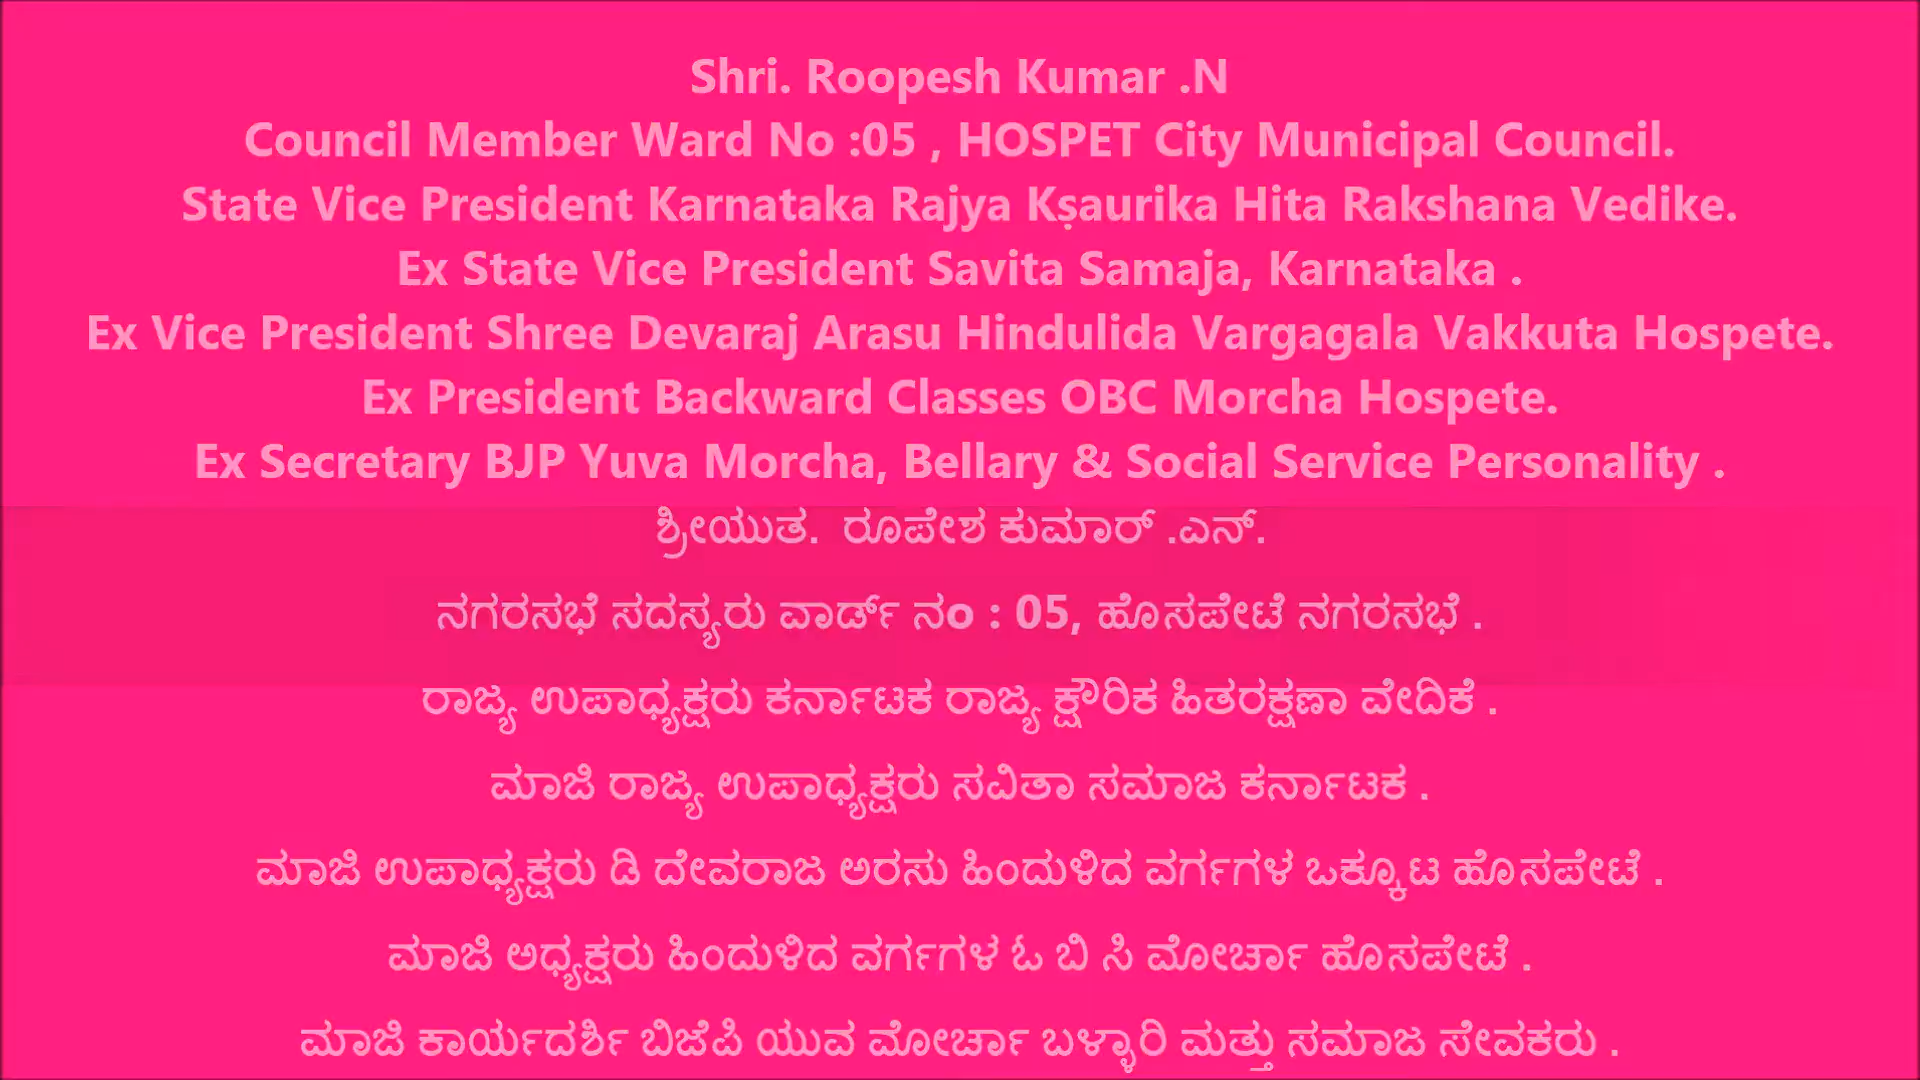 Shri. Roopesh Kumar .N
Council Member Ward No :05 , HOSPET City Municipal Council.
State Vice President Karnataka Rajya Kṣaurika Hita Rakshana Vedike.
Ex State Vice President Savita Samaja, Karnataka .
Ex Vice President Shree Devaraj Arasu Hindulida Vargagala Vakkuta Hospete.
Ex President Backward Classes OBC Morcha Hospete.
Ex Secretary BJP Yuva Morcha, Bellary & Social Service Personality .
ಶ್ರೀಯುತ. ರೂಪೇಶ ಕುಮಾರ್ .ಎನ್.
ನಗರಸಭೆ ಸದಸ್ಯರು ವಾರ್ಡ್ ನo : 05, ಹೊಸಪೇಟೆ ನಗರಸಭೆ .
ರಾಜ್ಯ ಉಪಾಧ್ಯಕ್ಷರು ಕರ್ನಾಟಕ ರಾಜ್ಯ ಕ್ಷೌರಿಕ ಹಿತರಕ್ಷಣಾ ವೇದಿಕೆ .
ಮಾಜಿ ರಾಜ್ಯ ಉಪಾಧ್ಯಕ್ಷರು ಸವಿತಾ ಸಮಾಜ ಕರ್ನಾಟಕ .
ಮಾಜಿ ಉಪಾಧ್ಯಕ್ಷರು ಡಿ ದೇವರಾಜ ಅರಸು ಹಿಂದುಳಿದ ವರ್ಗಗಳ ಒಕ್ಕೂಟ ಹೊಸಪೇಟೆ .
ಮಾಜಿ ಅಧ್ಯಕ್ಷರು ಹಿಂದುಳಿದ ವರ್ಗಗಳ ಓ ಬಿ ಸಿ ಮೋರ್ಚಾ ಹೊಸಪೇಟೆ .
ಮಾಜಿ ಕಾರ್ಯದರ್ಶಿ ಬಿಜೆಪಿ ಯುವ ಮೋರ್ಚಾ ಬಳ್ಳಾರಿ ಮತ್ತು ಸಮಾಜ ಸೇವಕರು .